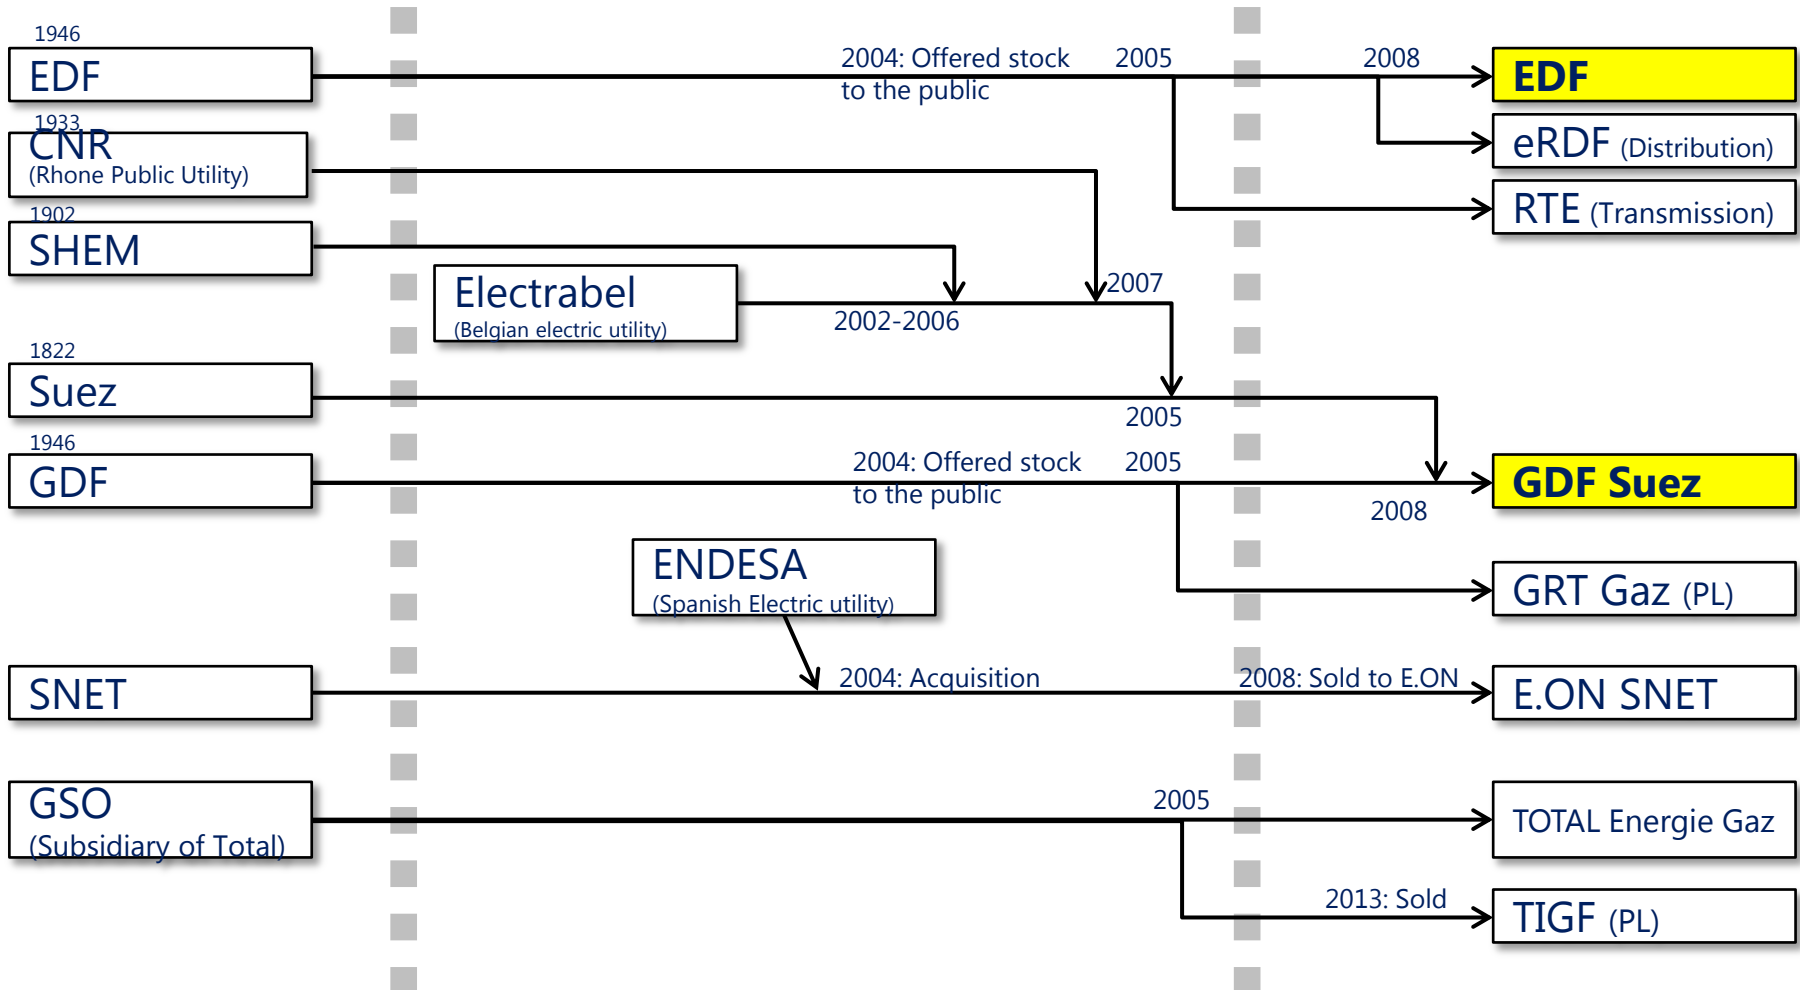 1946
EDF
2004: Offered stock
to the public
2005
2008
EDF
1933
CNR
(Rhone Public Utility)
eRDF (Distribution)
1902
SHEM
RTE (Transmission)
Electrabel
(Belgian electric utility)
2002-2006
2007
1822
Suez
2005
1946
GDF
2004: Offered stock
to the public
2005
2008
GDF Suez
ENDESA
(Spanish Electric utility)
GRT Gaz (PL)
SNET
2004: Acquisition
2008: Sold to E.ON
E.ON SNET
GSO
(Subsidiary of Total)
2005
TOTAL Energie Gaz
2013: Sold
TIGF (PL)